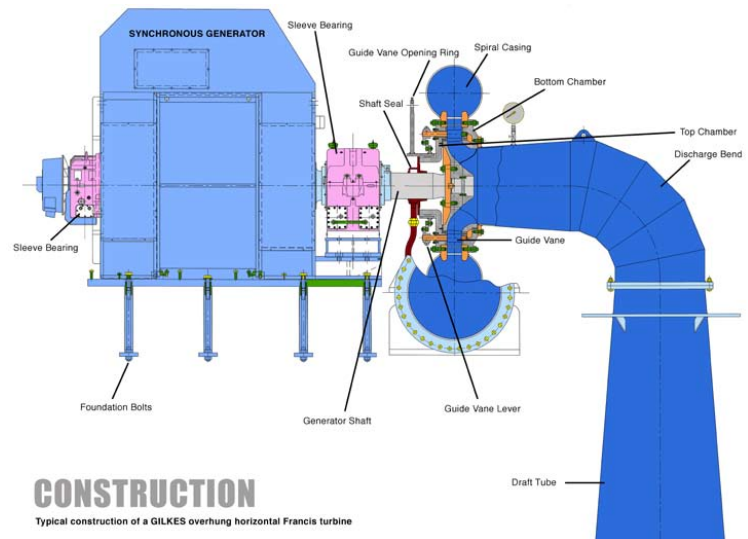 SYNCHRONOUS GENERATOR
Sleeve Bearing
Guide Vane Opening Ring
Spiral Casing
Shaft Seal
Bottom Chamber
Top Chamber
Discharge Bend
Sleeve Bearing
Guide Vane
Foundation Bolts
Generator Shaft
Guide Vane Lever
Draft Tube
CONSTRUCTION
Typical construction of a GILKES overhung horizontal Francis turbine